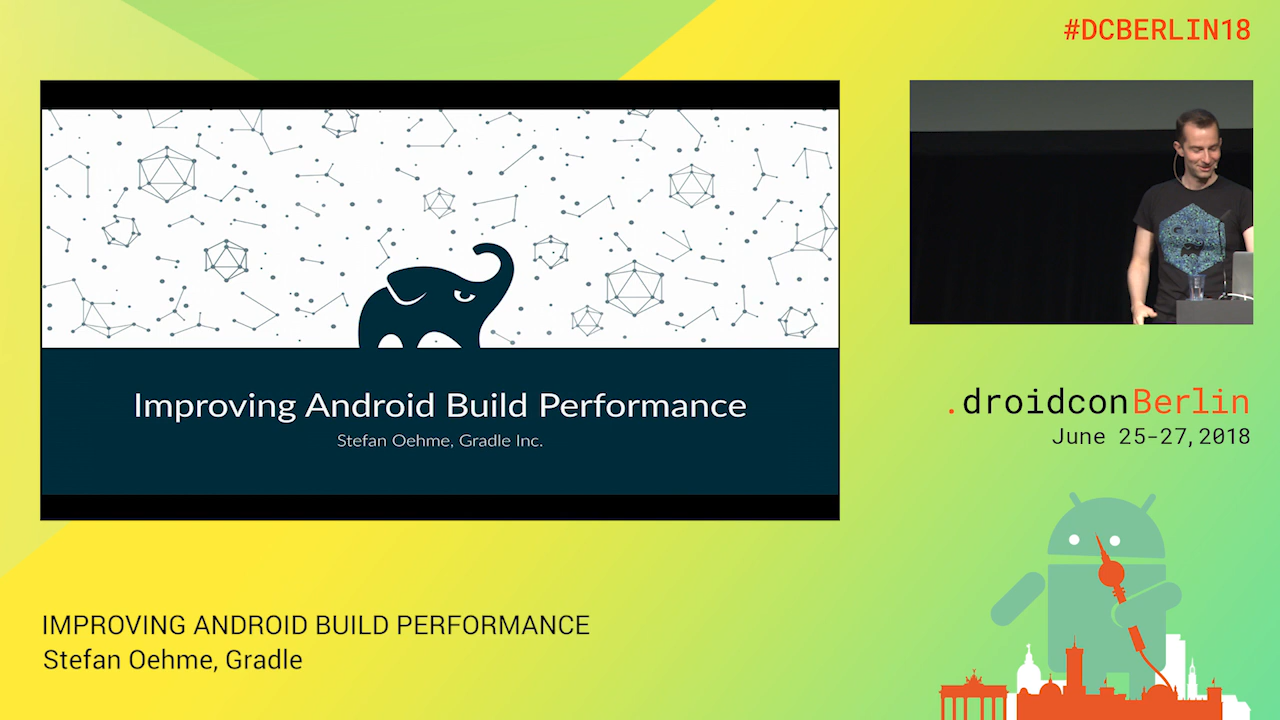 #DCBERLIN18
Improving Android Build Performance
Stefan Oehme, Gradle Inc.
.droidconBerlin
June 25-27, 2018
IMPROVING ANDROID BUILD PERFORMANCE
Stefan Oehme, Gradle